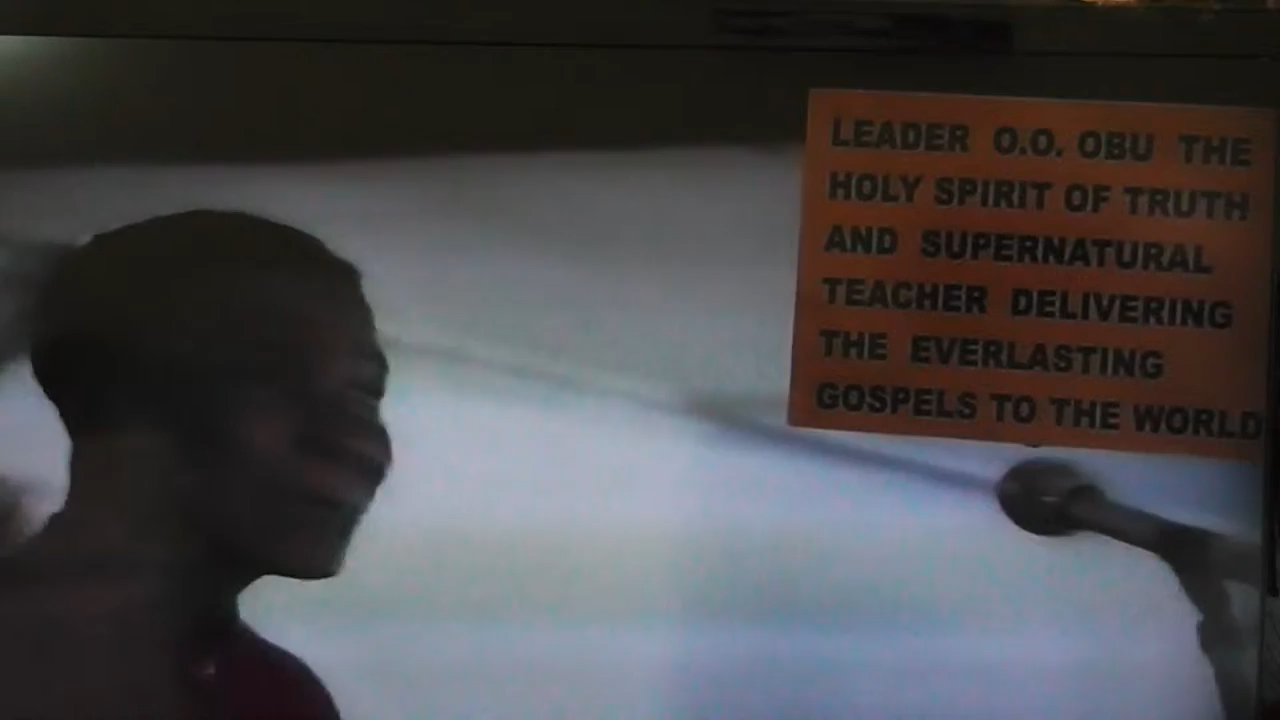 LEADER O.O. OBU THE
HOLY SPIRIT OF TRUTH
AND SUPERNATURAL
TEACHER DELIVERING
THE EVERLASTING
GOSPELS TO THE WORLD